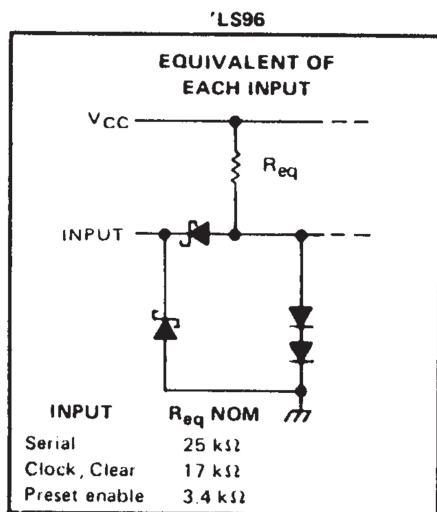 'LS96
EQUIVALENT OF
EACH INPUT
VCC
Req
INPUT
INPUT Req NOM
Serial 25 kΩ
Clock, Clear 17 kΩ
Preset enable 3.4 kΩ